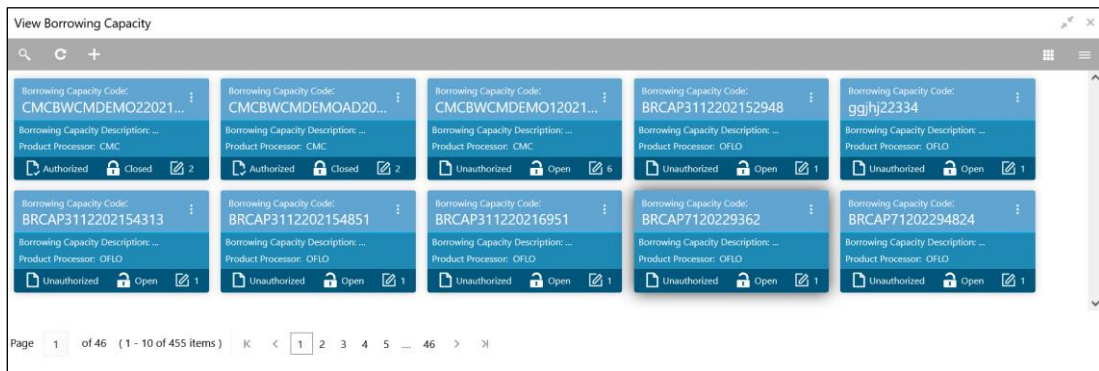 View Borrowing Capacity
Borrowing Capacity Code: Borrowing Capacity Code: Borrowing Capacity Code: Borrowing Capacity Code: Borrowing Capacity Code:
CMCBWCMDEMO22021... CMCBWCMDEMOAD20... CMCBWCMDEMO12021... BRCAP3112202152948 ggjhj22334
Borrowing Capacity Description: ... Borrowing Capacity Description: ... Borrowing Capacity Description: ... Borrowing Capacity Description: ... Borrowing Capacity Description: ...
Product Processor: CMC Product Processor: CMC Product Processor: CMC Product Processor: OFLO Product Processor: OFLO
Authorized Closed 2 Authorized Closed 2 Unauthorized Open 6 Unauthorized Open 1 Unauthorized Open 1
Borrowing Capacity Code: Borrowing Capacity Code: Borrowing Capacity Code: Borrowing Capacity Code: Borrowing Capacity Code:
BRCAP3112202154313 BRCAP3112202154851 BRCAP311220216951 BRCAP7120229362 BRCAP71202294824
Borrowing Capacity Description: ... Borrowing Capacity Description: ... Borrowing Capacity Description: ... Borrowing Capacity Description: ... Borrowing Capacity Description: ...
Product Processor: OFLO Product Processor: OFLO Product Processor: OFLO Product Processor: OFLO Product Processor: OFLO
Unauthorized Open 1 Unauthorized Open 1 Unauthorized Open 1 Unauthorized Open 1 Unauthorized Open 1
Page 1 of 46 ( 1 - 10 of 455 items ) 1 2 3 4 5 ... 46